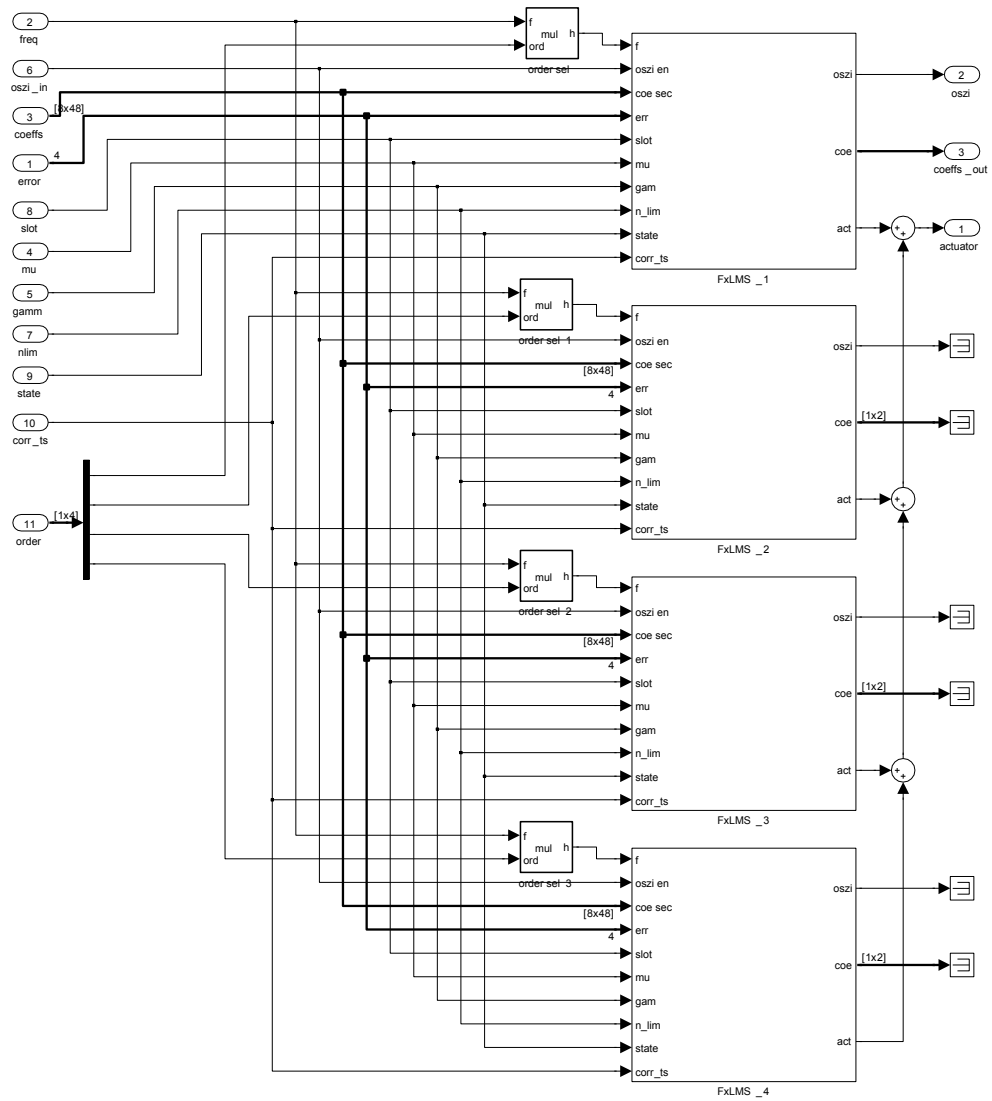 2
freq
6
oszi _in
3
coeffs
[8x48]
1
error
4
8
slot
4
mu
5
gamm
7
nlim
9
state
10
corr_ts
11
order
[1x4]
f
ord
mul
h
order sel
f
oszi en
coe sec
err
slot
mu
gam
n_lim
state
corr_ts
oszi
coe
act
FxLMS _1
2
oszi
3
coeffs _out
+
+
1
actuator
f
ord
mul
h
order sel 1
[8x48]
4
f
oszi en
coe sec
err
slot
mu
gam
n_lim
state
corr_ts
oszi
coe
act
FxLMS _2
[1x2]
+
+
f
ord
mul
h
order sel 2
[8x48]
4
f
oszi en
coe sec
err
slot
mu
gam
n_lim
state
corr_ts
oszi
coe
act
FxLMS _3
[1x2]
+
+
f
ord
mul
h
order sel 3
[8x48]
4
f
oszi en
coe sec
err
slot
mu
gam
n_lim
state
corr_ts
oszi
coe
act
FxLMS _4
[1x2]